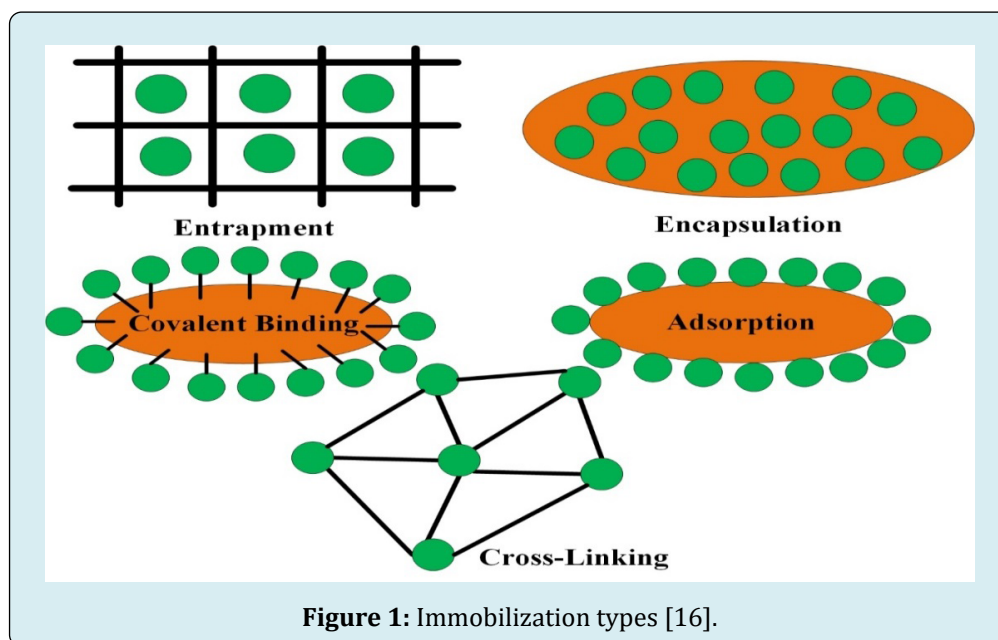 Entrapment
Encapsulation
Covalent Binding
Adsorption
Cross-Linking
Figure 1: Immobilization types [16].